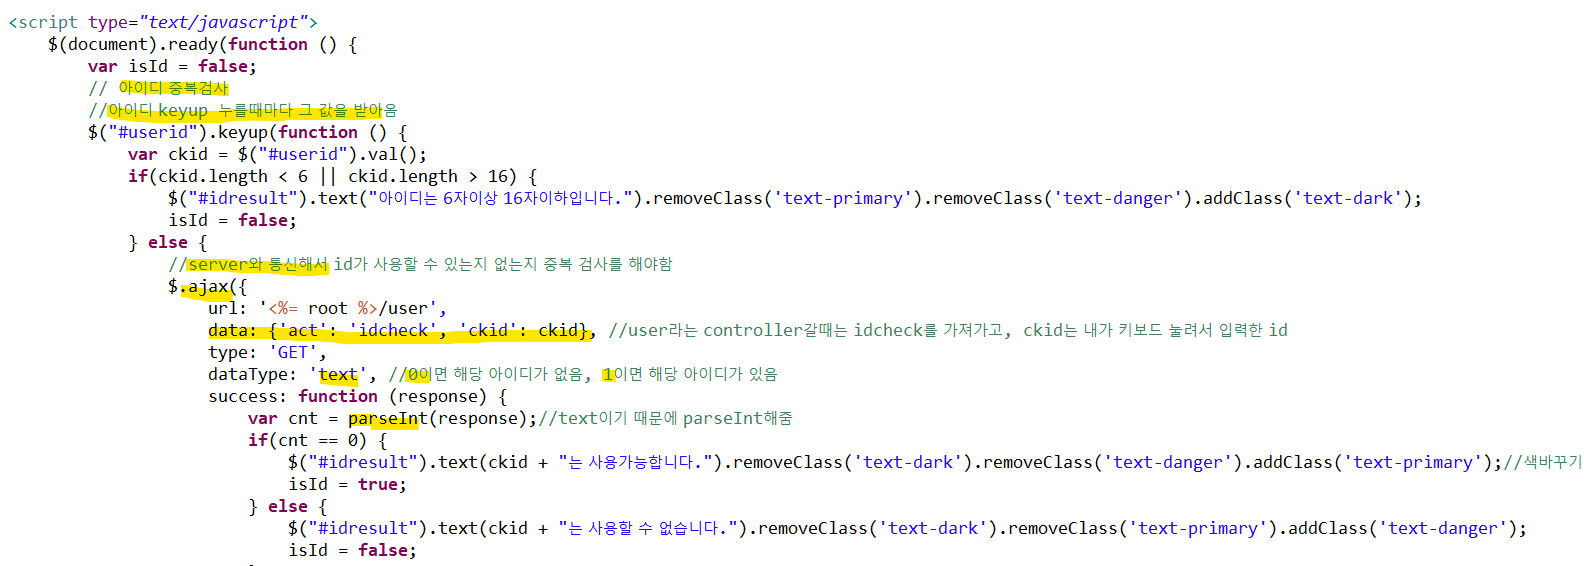 <script type="text/javascript">
$(document).ready(function () {
var isId = false;
// 아이디 중복검사
//아이디 keyup 누를때마다 그 값을 받아옴
$("#userid").keyup(function () {
var ckid = $("#userid").val();
if(ckid.length < 6 || ckid.length > 16) {
$("#idresult").text("아이디는 6자이상 16자이하입니다.").removeClass('text-primary').removeClass('text-danger').addClass('text-dark');
isId = false;
} else {
//server와 통신해서 id가 사용할 수 있는지 없는지 중복 검사를 해야함
$.ajax({
url: '<%= root %>/user',
data: {'act': 'idcheck', 'ckid': ckid}, //user라는 controller갈때는 idcheck를 가져가고, ckid는 내가 키보드 눌려서 입력한 id
type: 'GET',
dataType: 'text', //0이면 해당 아이디가 없음, 1이면 해당 아이디가 있음
success: function (response) {
var cnt = parseInt(response);//text이기 때문에 parseInt해줌
if(cnt == 0) {
$("#idresult").text(ckid + "는 사용가능합니다.").removeClass('text-dark').removeClass('text-danger').addClass('text-primary');//색바꾸기
isId = true;
} else {
$("#idresult").text(ckid + "는 사용할 수 없습니다.").removeClass('text-dark').removeClass('text-primary').addClass('text-danger');
isId = false;